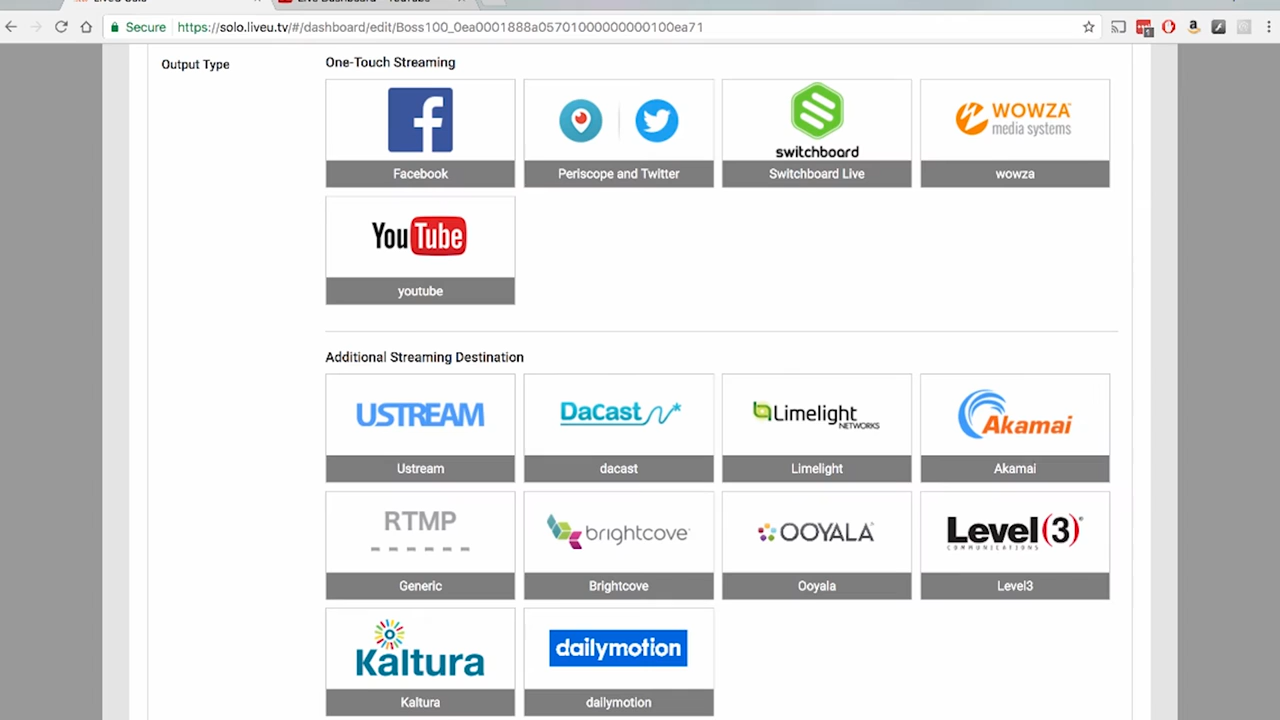 Secure https://solo.liveu.tv/#/dashboard/edit/Boss100_0ea0001888a05701000000000100ea71
Output Type
One-Touch Streaming
f
Facebook
Periscope and Twitter
switchboard
Switchboard Live
WOWZA
media systems
wowza
YouTube
youtube
Additional Streaming Destination
USTREAM
Ustream
DaCast
dacast
Limelight
NETWORKS
Limelight
Akamai
Akamai
RTMP
Generic
brightcove
Brightcove
OOYALA
Ooyala
Level(3)
COMMUNICATIONS
Level3
Kaltura
Kaltura
dailymotion
dailymotion